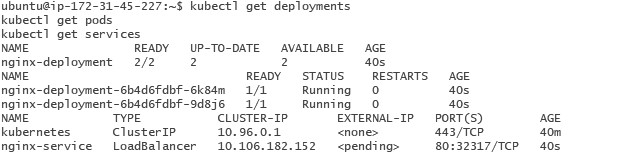 ubuntu@ip-172-31-45-227:~$ kubectl get deployments
kubectl get pods
kubectl get services
NAME READY UP-TO-DATE AVAILABLE AGE
nginx-deployment 2/2 2 2 40s
NAME READY STATUS RESTARTS AGE
nginx-deployment-6b4d6fdbf-6k84m 1/1 Running 0 40s
nginx-deployment-6b4d6fdbf-9d8j6 1/1 Running 0 40s
NAME TYPE CLUSTER-IP EXTERNAL-IP PORT(S) AGE
kubernetes ClusterIP 10.96.0.1 <none> 443/TCP 40m
nginx-service LoadBalancer 10.106.182.152 <pending> 80:32317/TCP 40s